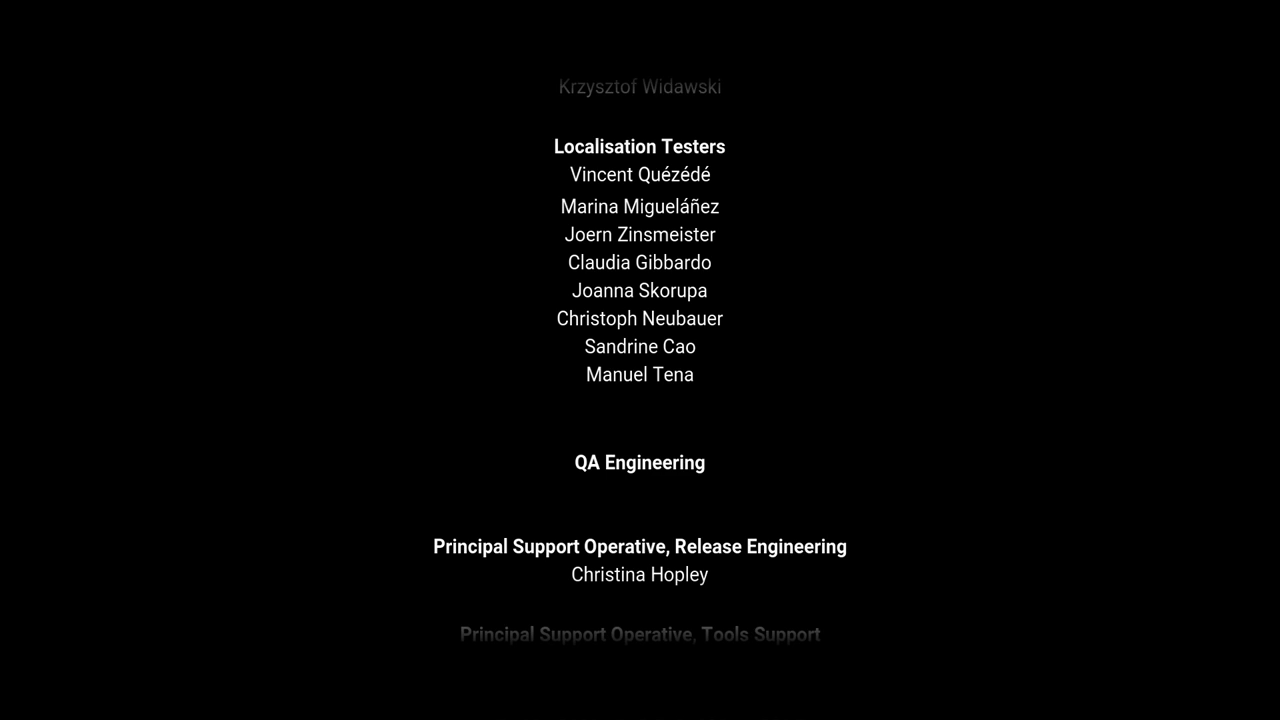 Krzysztof Widawski
Localisation Testers
Vincent Quézédé
Marina Migueláñez
Joern Zinsmeister
Claudia Gibbardo
Joanna Skorupa
Christoph Neubauer
Sandrine Cao
Manuel Tena
QA Engineering
Principal Support Operative, Release Engineering
Christina Hopley
Principal Support Operative, Tools Support